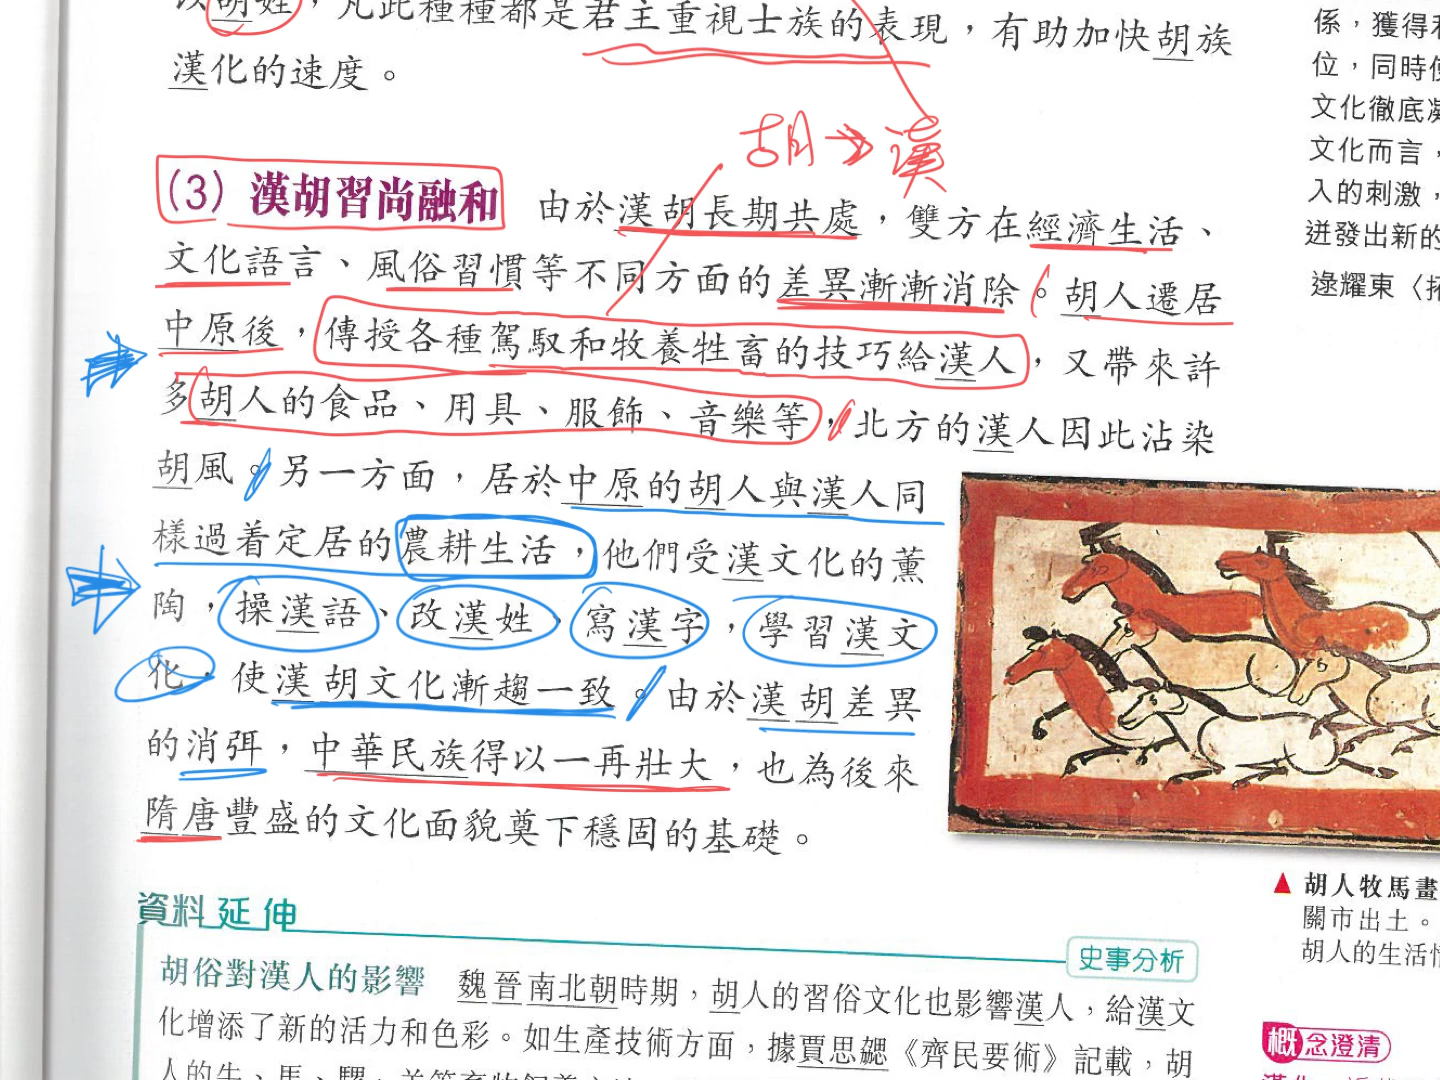 胡姓，凡此種種都是君主重視士族的表現，有助加快胡族
漢化的速度。
胡→漢
(3) 漢胡習尚融和 由於漢胡長期共處，雙方在經濟生活、
文化語言、風俗習慣等不同方面的差異漸漸消除。胡人遷居
中原後，傳授各種駕馭和牧養牲畜的技巧給漢人，又帶來許
多胡人的食品、用具、服飾、音樂等，北方的漢人因此沾染
胡風。另一方面，居於中原的胡人與漢人同
樣過着定居的農耕生活，他們受漢文化的薰
陶，操漢語、改漢姓、寫漢字，學習漢文
化，使漢胡文化漸趨一致。由於漢胡差異
的消弭，中華民族得以一再壯大，也為後來
隋唐豐盛的文化面貌奠下穩固的基礎。
資料延伸
史事分析
胡俗對漢人的影響 魏晉南北朝時期，胡人的習俗文化也影響漢人，給漢文
化增添了新的活力和色彩。如生產技術方面，據賈思勰《齊民要術》記載，胡
人的牛、馬、驢、羊等畜牧
係，獲得
位，同時
文化徹底
文化而言，
入的刺激，
迸發出新的
逯耀東〈拓
▲ 胡人牧馬畫
關市出土。
胡人的生活情
概念澄清